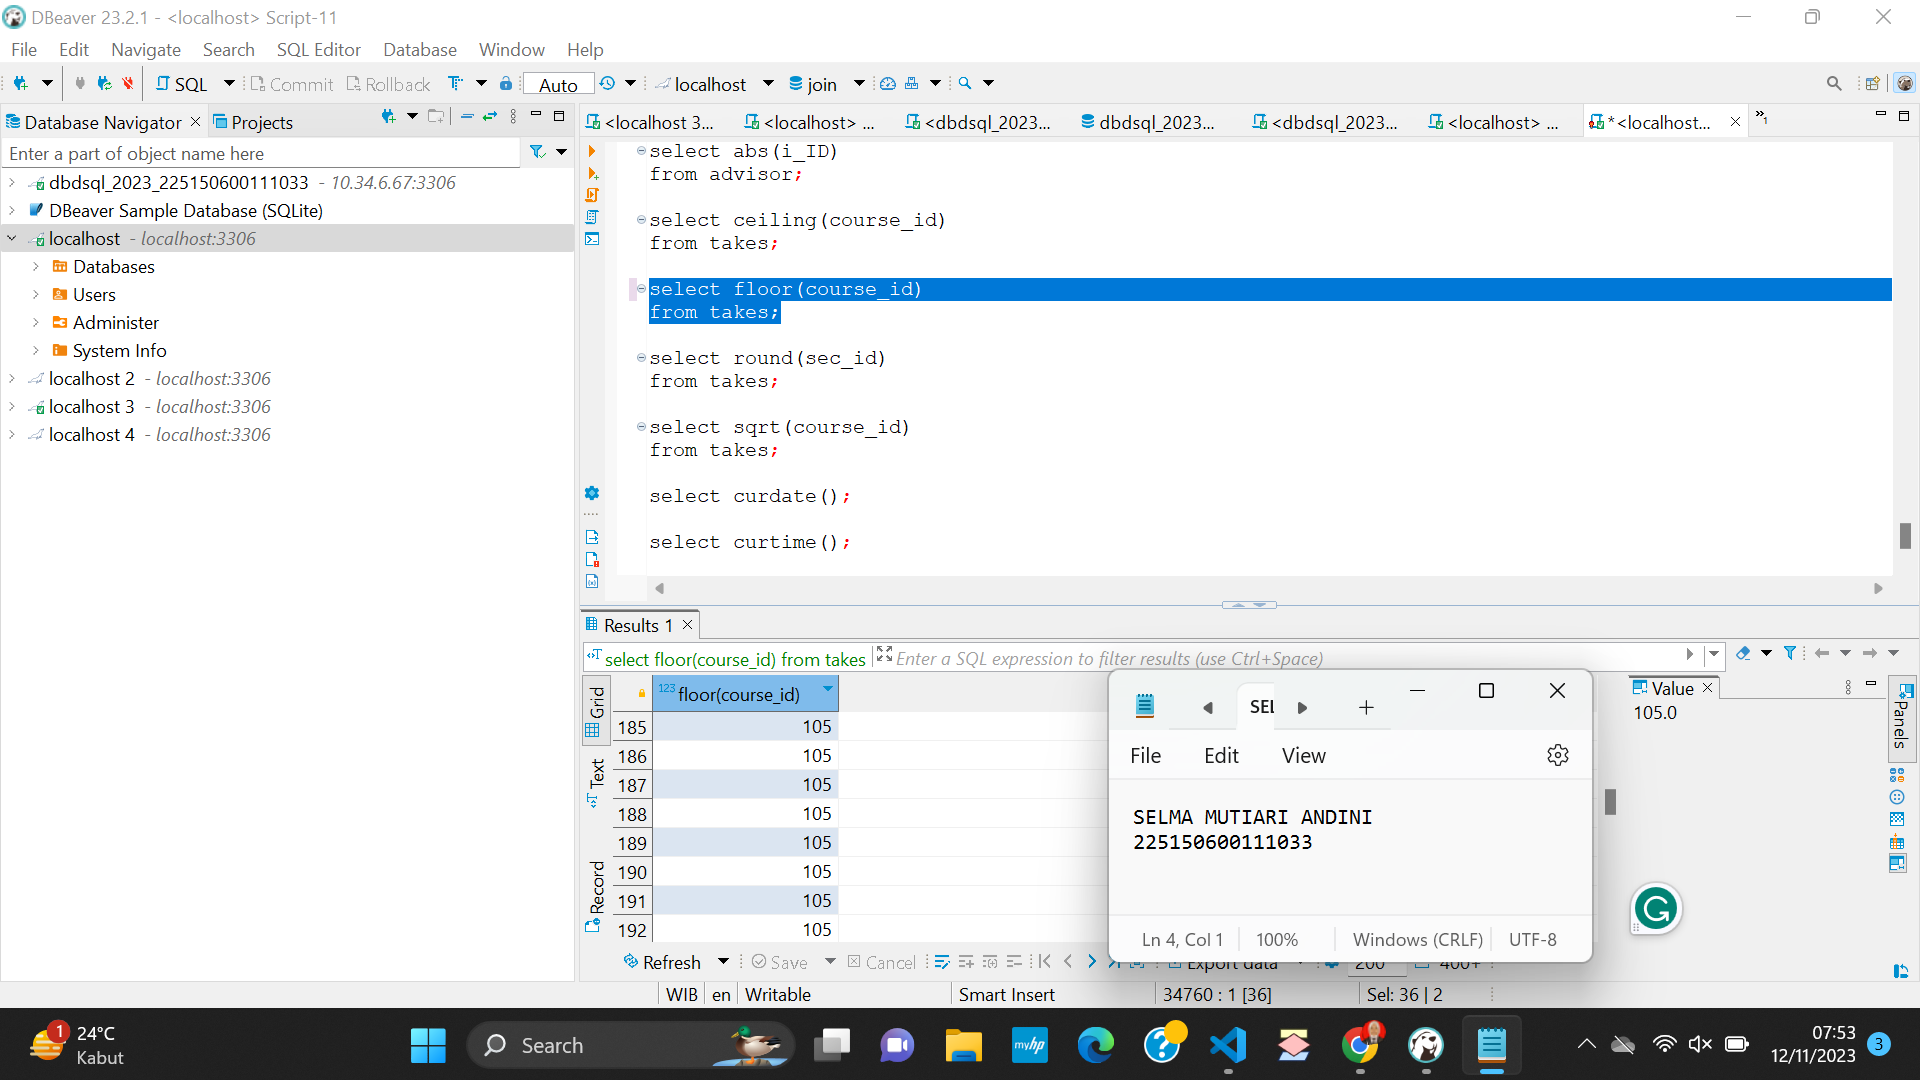 DBeaver 23.2.1 - <localhost> Script-11
File Edit Navigate Search SQL Editor Database Window Help
SQL Commit Rollback Auto localhost join
Database Navigator Projects
<localhost 3... <localhost> ... <dbdsql_2023... dbdsql_2023... <dbdsql_2023... <localhost> ... *<localhost... »1
Enter a part of object name here
dbdsql_2023_225150600111033 - 10.34.6.67:3306
DBeaver Sample Database (SQLite)
localhost - localhost:3306
Databases
Users
Administer
System Info
localhost 2 - localhost:3306
localhost 3 - localhost:3306
localhost 4 - localhost:3306
select abs(i_ID)
from advisor;
select ceiling(course_id)
from takes;
select floor(course_id)
from takes;
select round(sec_id)
from takes;
select sqrt(course_id)
from takes;
select curdate();
select curtime();
Results 1
select floor(course_id) from takes Enter a SQL expression to filter results (use Ctrl+Space)
Grid
Text
Record
123 floor(course_id)
185 105
186 105
187 105
188 105
189 105
190 105
191 105
192 105
Value
105.0
Panels
SEL
File Edit View
SELMA MUTIARI ANDINI
225150600111033
Ln 4, Col 1 100% Windows (CRLF) UTF-8
Refresh Save Cancel Export data 200 400+
WIB en Writable Smart Insert 34760 : 1 [36] Sel: 36 | 2
1 24°C
Kabut
Search
myhp
07:53
12/11/2023 3